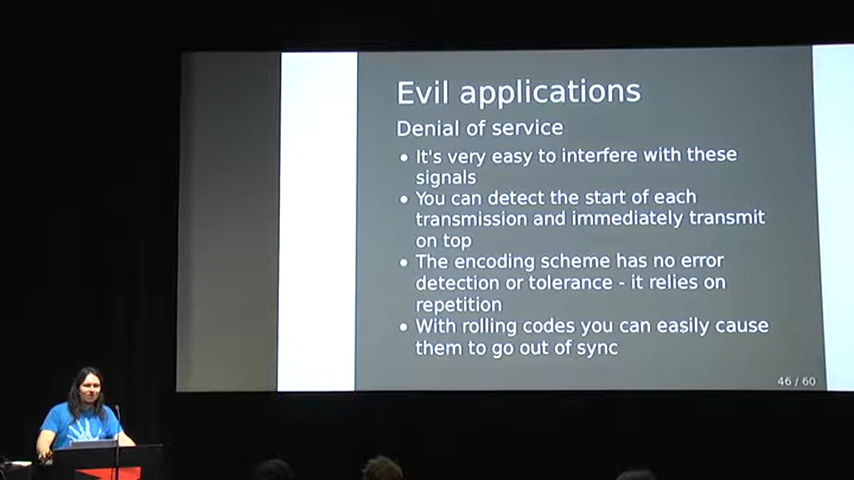 Evil applications
Denial of service
• It's very easy to interfere with these
signals
• You can detect the start of each
transmission and immediately transmit
on top
• The encoding scheme has no error
detection or tolerance - it relies on
repetition
• With rolling codes you can easily cause
them to go out of sync
46 / 60